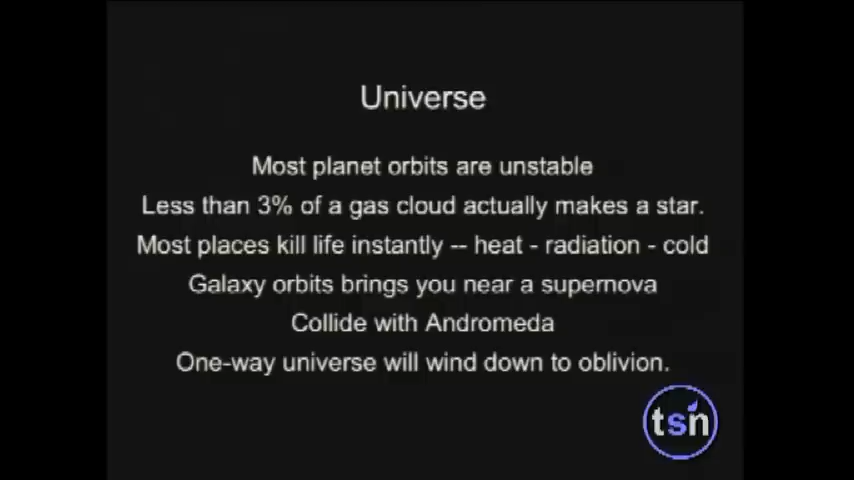 Universe
Most planet orbits are unstable
Less than 3% of a gas cloud actually makes a star.
Most places kill life instantly -- heat - radiation - cold
Galaxy orbits brings you near a supernova
Collide with Andromeda
One-way universe will wind down to oblivion.
tsn